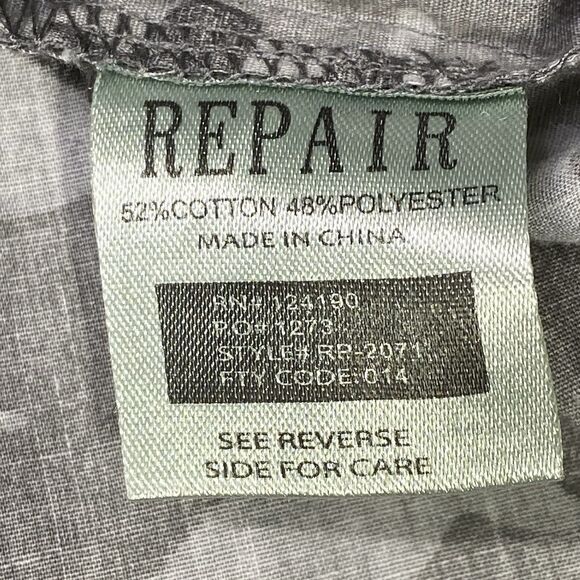 REPAIR
52%COTTON 48%POLYESTER
MADE IN CHINA
RN# 124190
PO# 1273
STYLE# RP-2071
FTY CODE: 014
SEE REVERSE
SIDE FOR CARE